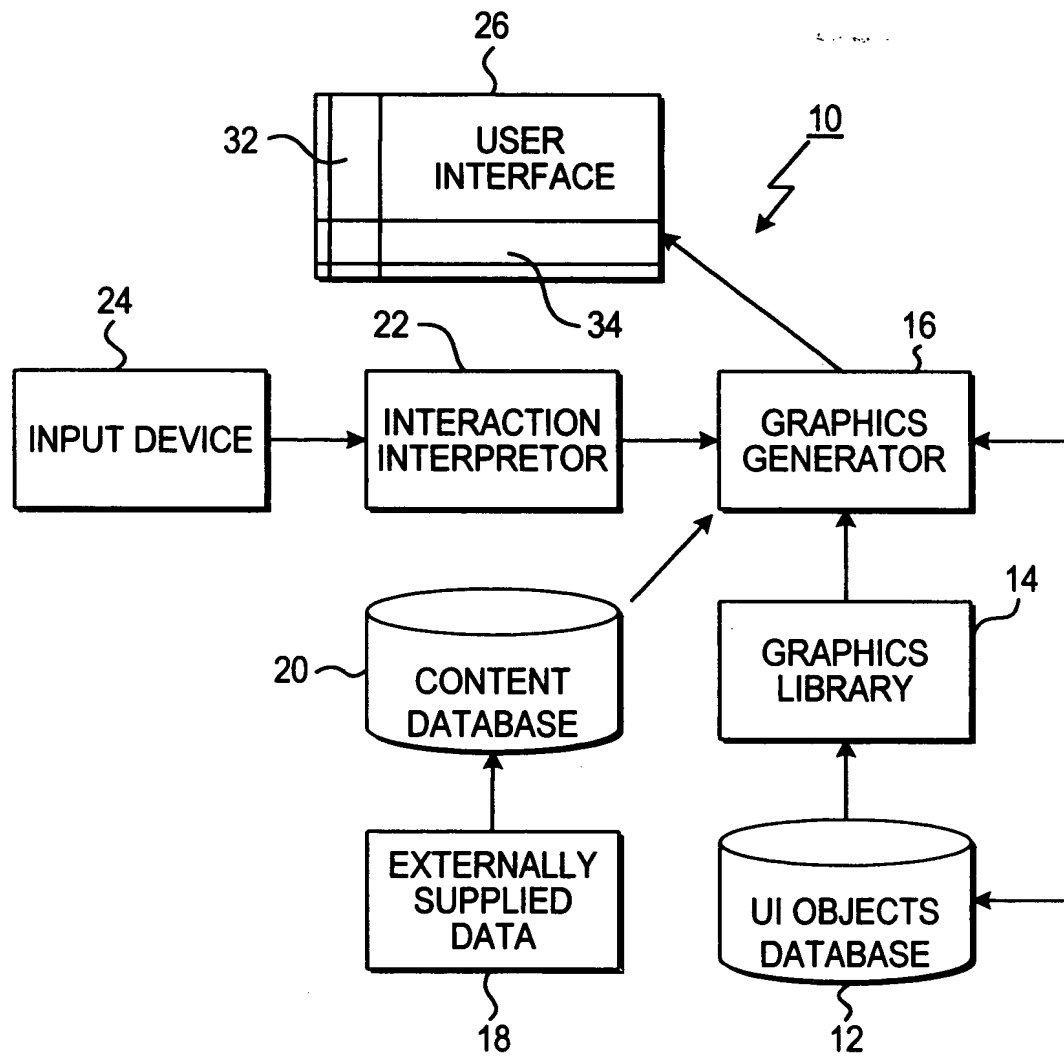 26
10
32
USER
INTERFACE
34
24
22
16
INPUT DEVICE
INTERACTION
INTERPRETOR
GRAPHICS
GENERATOR
14
20
CONTENT
DATABASE
GRAPHICS
LIBRARY
EXTERNALLY
SUPPLIED
DATA
UI OBJECTS
DATABASE
18
12